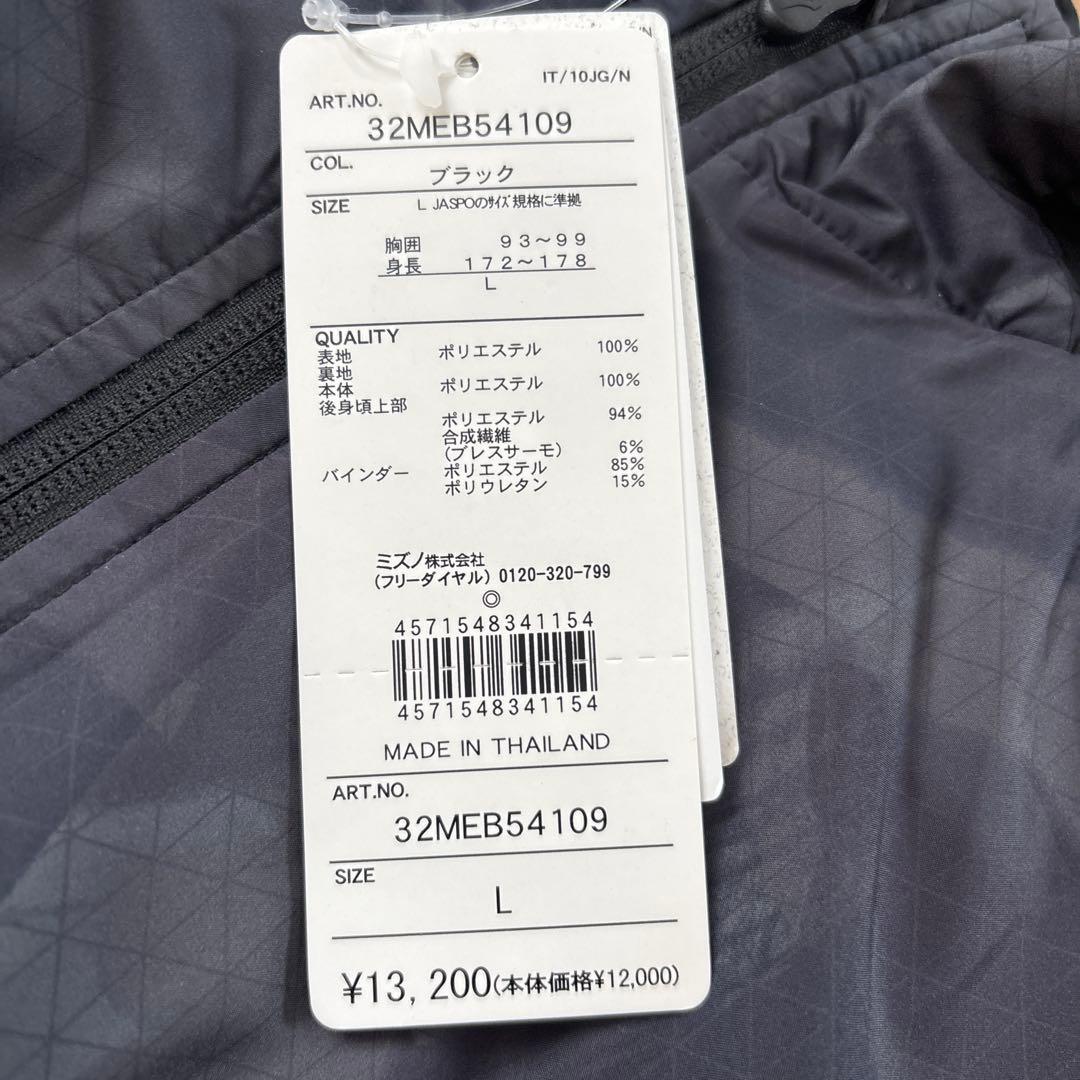 IT/10JG/N
ART.NO.
32MEB54109
COL.
ブラック
SIZE
L JASPOのｻｲｽﾞ規格に準拠
胸囲 93～99
身長 172～178
L
QUALITY
表地 ポリエステル 100%
裏地
本体 ポリエステル 100%
後身頃上部
ポリエステル 94%
合成繊維
(ブレスサーモ) 6%
バインダー ポリエステル 85%
ポリウレタン 15%
ミズノ株式会社
(フリーダイヤル) 0120-320-799
◎
4571548341154
4571548341154
MADE IN THAILAND
ART.NO.
32MEB54109
SIZE
L
¥13,200(本体価格¥12,000)